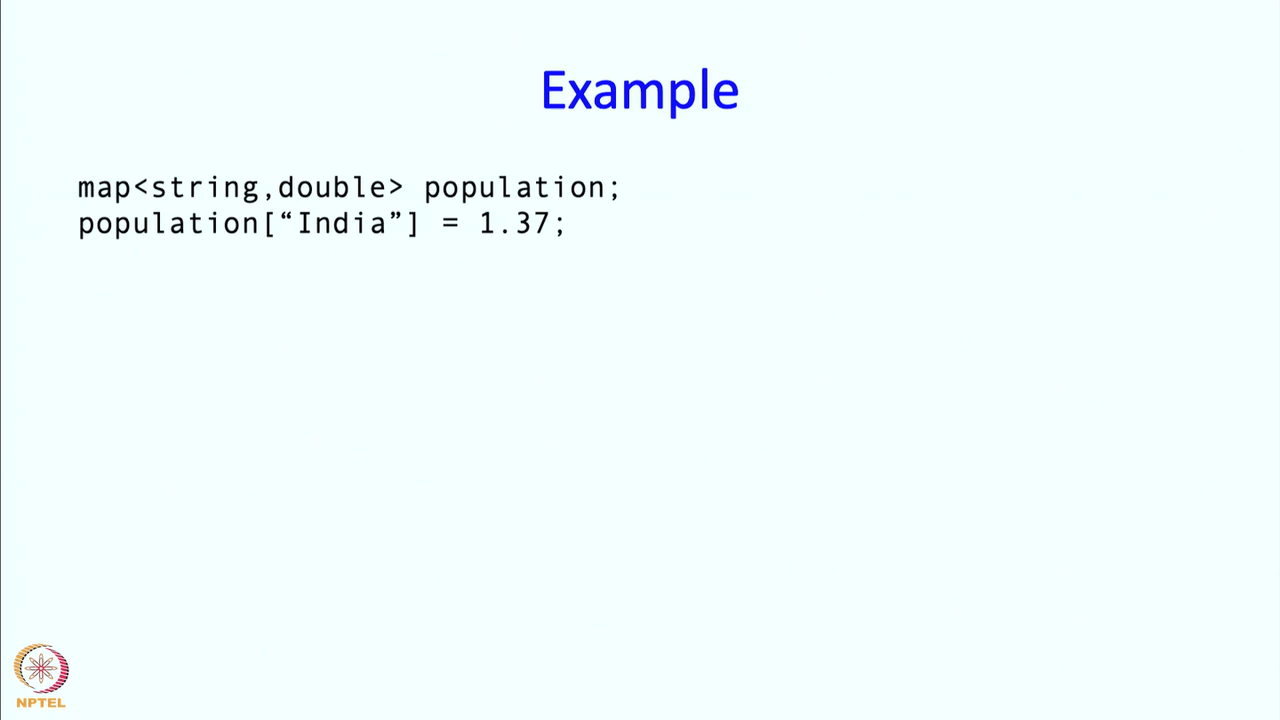 Example
map<string,double> population;
population[“India”] = 1.37;
NPTEL